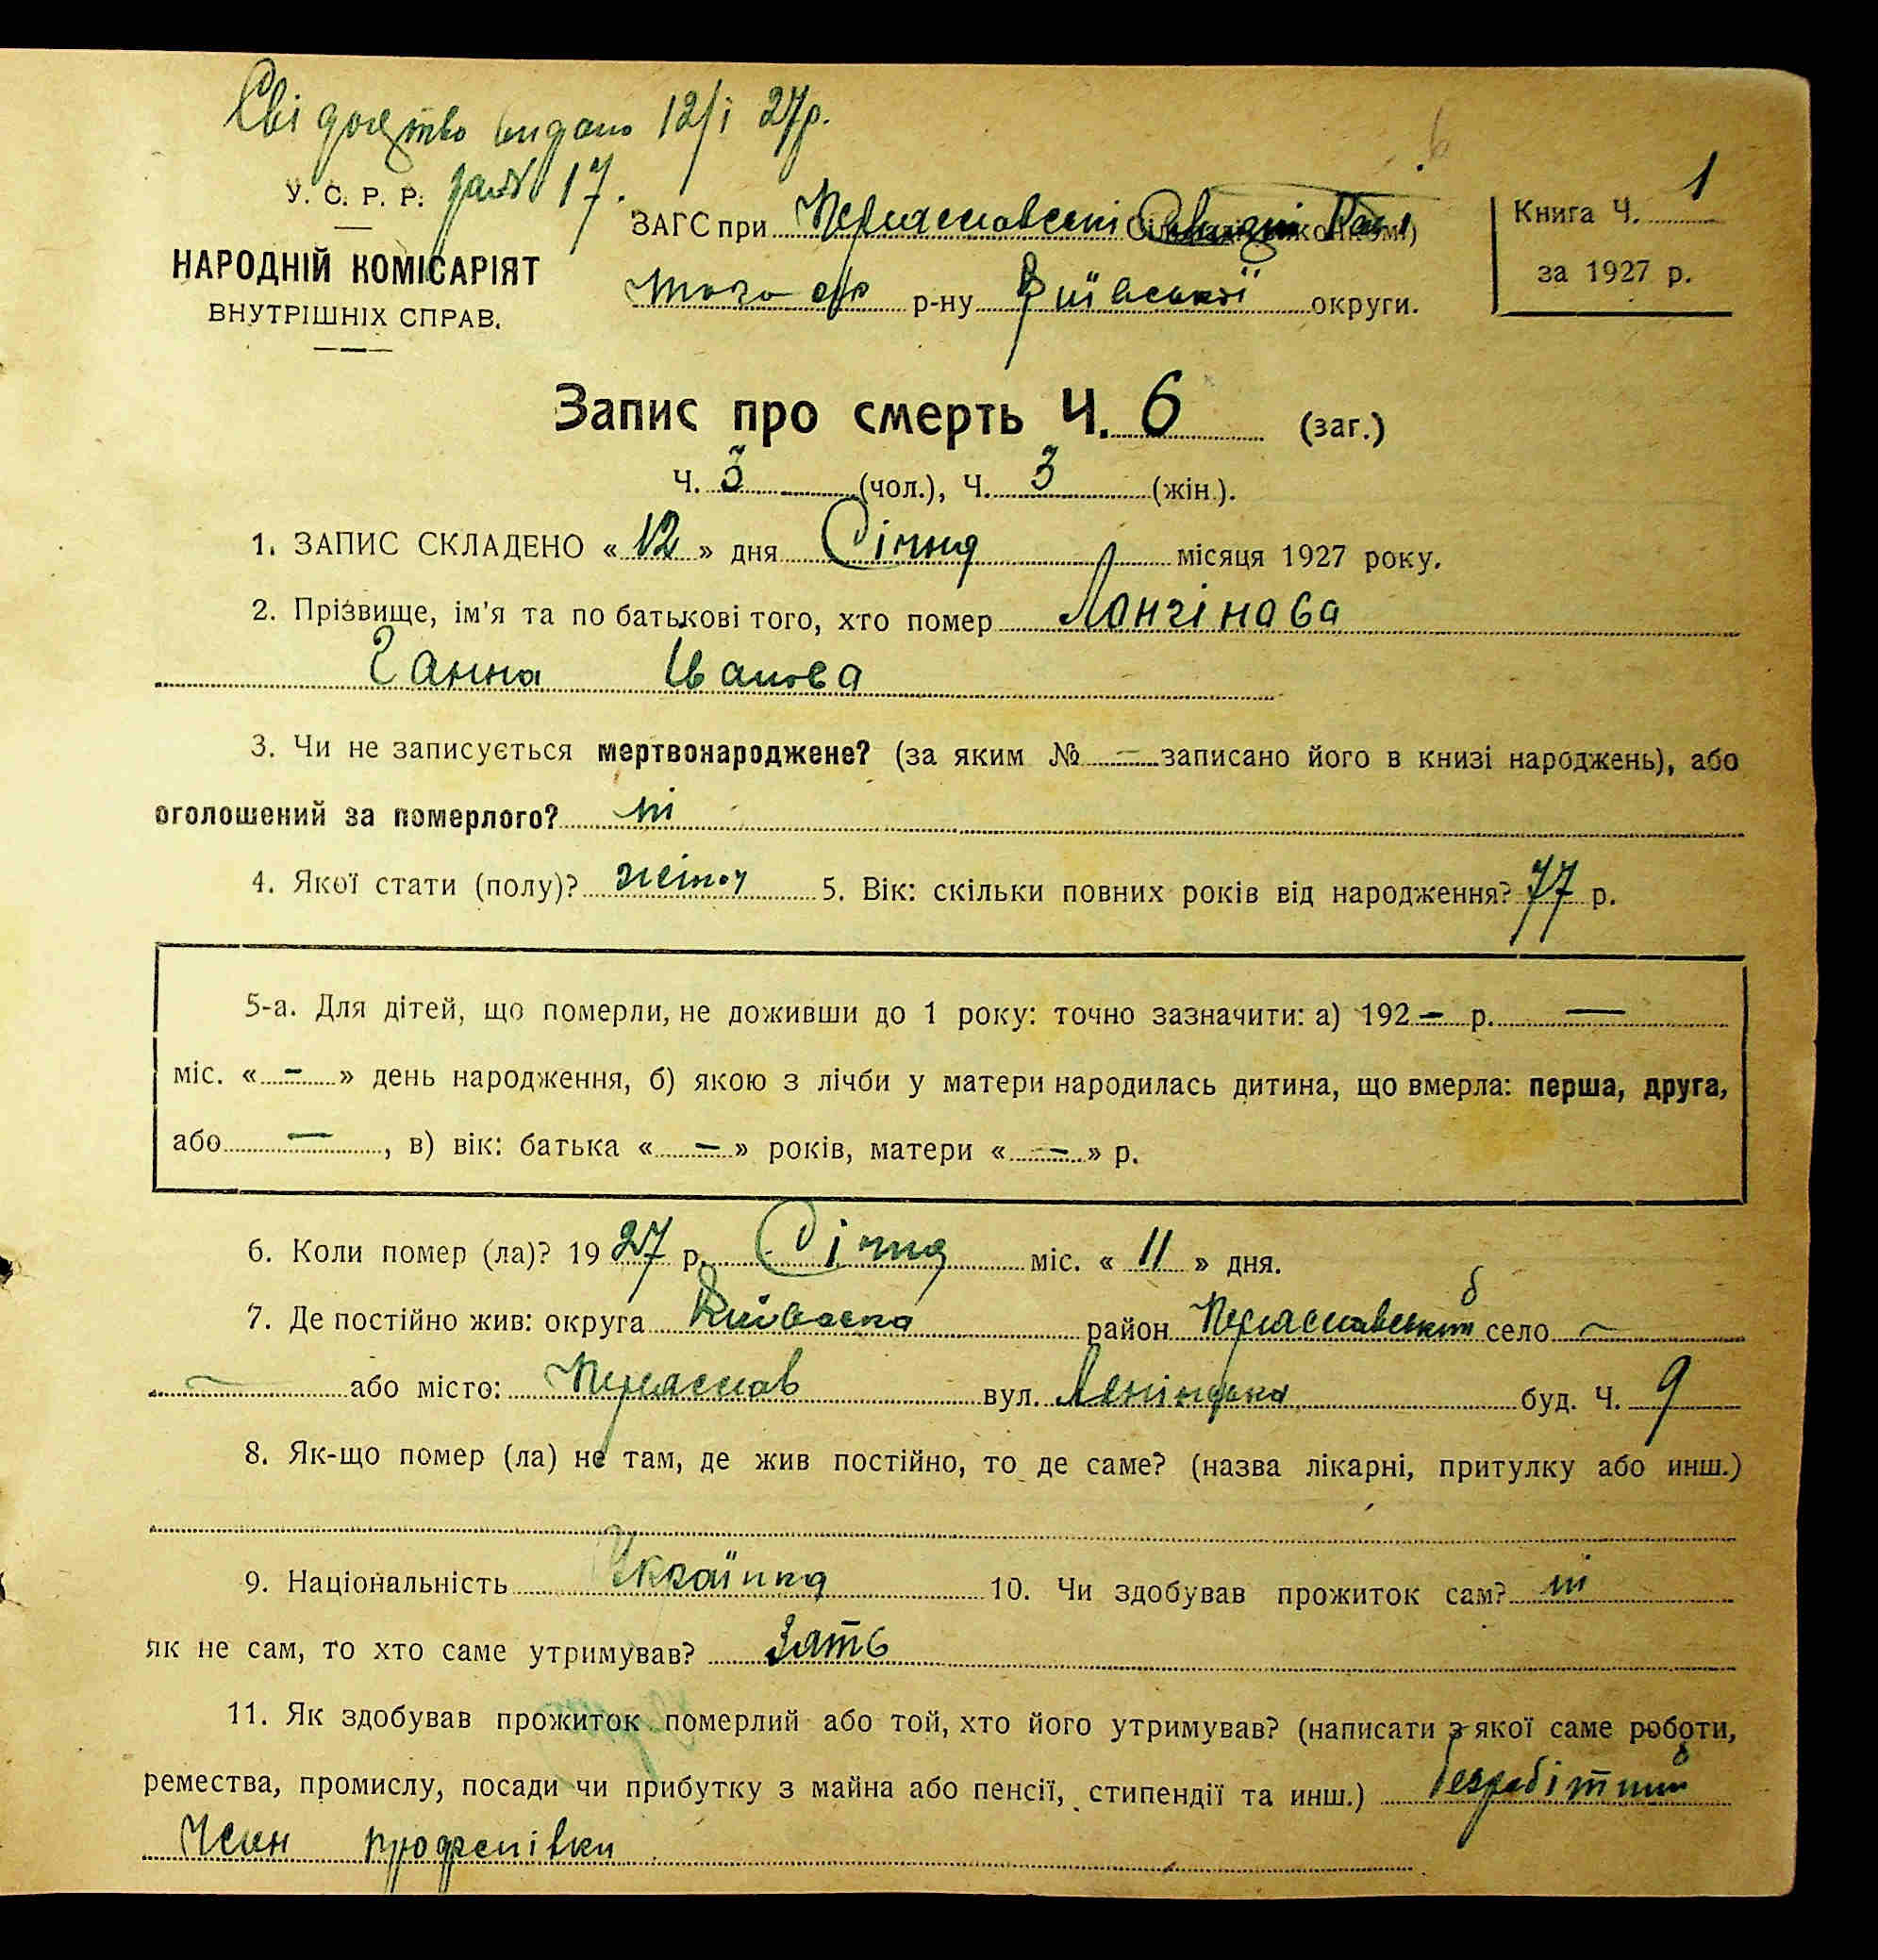 Свідоцтво видано 12/і 27р.
за № 17.
У. С. Р. Р.
НАРОДНІЙ КОМІСАРІЯТ
ВНУТРІШНІХ СПРАВ.
ЗАГС при Переяславській Раді
того ж р-ну Київської округи.
Книга Ч. 1
за 1927 р.
Запис про смерть Ч. 6 (заг.)
Ч. 3 (чол.), Ч. 3 (жін.).
1. ЗАПИС СКЛАДЕНО « 12 » дня Січня місяця 1927 року.
2. Прізвище, ім'я та по батькові того, хто помер Лонгінова
Ганна Іванова
3. Чи не записується мертвонароджене? (за яким № — записано його в книзі народжень), або
оголошений за померлого? ні
4. Якої стати (полу)? жіноч 5. Вік: скільки повних років від народження? 77 р.
5-а. Для дітей, що померли, не доживши до 1 року: точно зазначити: а) 192 — р. —
міс. « — » день народження, б) якою з лічби у матери народилась дитина, що вмерла: перша, друга,
або — , в) вік: батька « — » років, матери « — » р.
6. Коли помер (ла)? 19 27 р. Січня міс. « 11 » дня.
7. Де постійно жив: округа Київська район Переяславський село —
— або місто: Переяслав вул. Ленінська буд. Ч. 9
8. Як-що помер (ла) не там, де жив постійно, то де саме? (назва лікарні, притулку або инш.)
9. Національність Українка 10. Чи здобував прожиток сам? ні
як не сам, то хто саме утримував? Зять
11. Як здобував прожиток померлий або той, хто його утримував? (написати з якої саме роботи,
ремества, промислу, посади чи прибутку з майна або пенсії, стипендії та инш.) безробітний
Член профспілки